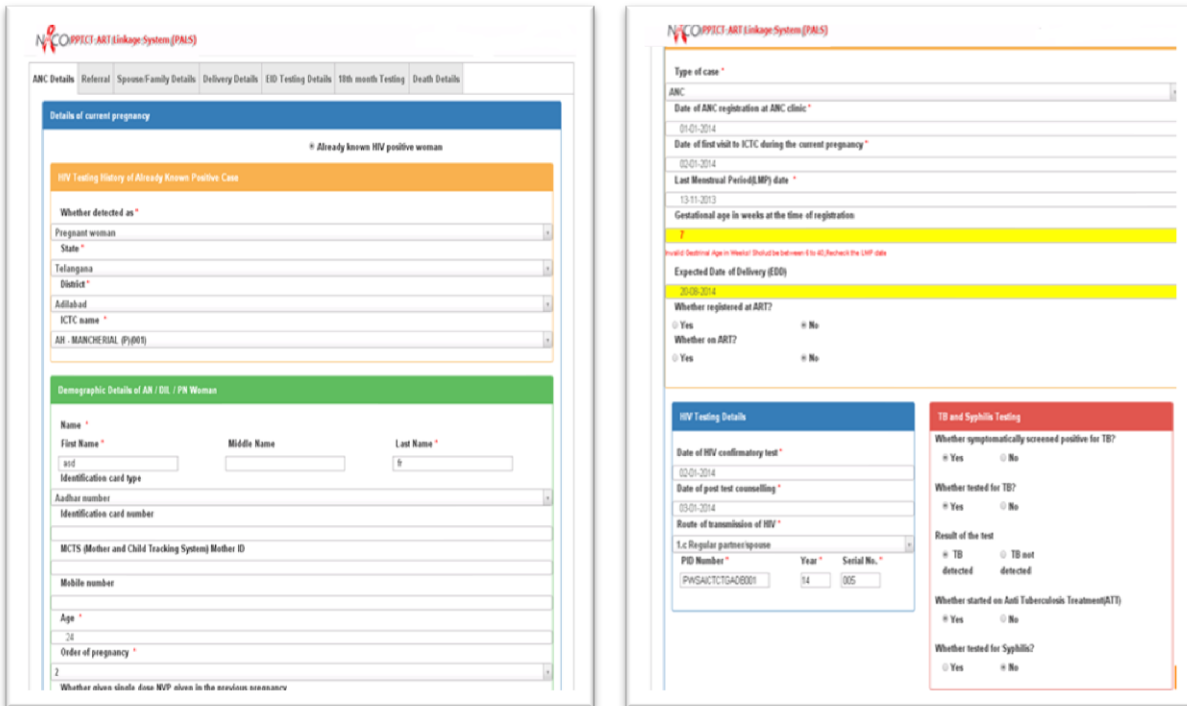 NACO PPTCT-ART Linkage System (PALS)
ANC Details Referral Spouse/Family Details Delivery Details EID Testing Details 18th month Testing Death Details
Details of current pregnancy
Already known HIV positive woman
HIV Testing History of Already Known Positive Case
Whether detected as *
Pregnant woman
State *
Telangana
District *
Adilabad
ICTC name *
AH - MANCHERIAL (P)(001)
Demographic Details of AN / DIL / PN Woman
Name *
First Name * Middle Name Last Name *
asd fr
Identification card type
Aadhar number
Identification card number
MCTS (Mother and Child Tracking System) Mother ID
Mobile number
Age *
24
Order of pregnancy *
2
Whether given single dose NVP given in the previous pregnancy
NACO PPTCT-ART Linkage System (PALS)
Type of case *
ANC
Date of ANC registration at ANC clinic *
01-01-2014
Date of first visit to ICTC during the current pregnancy *
02-01-2014
Last Menstrual Period(LMP) date *
13-11-2013
Gestational age in weeks at the time of registration
7
Expected Date of Delivery (EDD)
20-08-2014
Whether registered at ART?
Yes No
Whether on ART?
Yes No
HIV Testing Details
Date of HIV confirmatory test *
02-01-2014
Date of post test counselling *
03-01-2014
Route of transmission of HIV *
1.c Regular partner/spouse
PID Number * Year * Serial No. *
PWSAICTCTGADB001 14 005
TB and Syphilis Testing
Whether symptomatically screened positive for TB?
Yes No
Whether tested for TB?
Yes No
Result of the test
TB TB not
detected detected
Whether started on Anti Tuberculosis Treatment(ATT)
Yes No
Whether tested for Syphilis?
Yes No